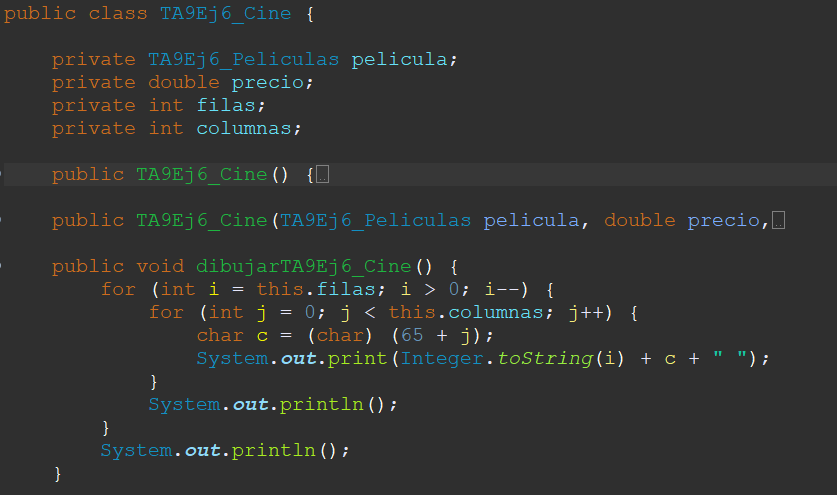 public class TA9Ej6_Cine {
private TA9Ej6_Peliculas pelicula;
private double precio;
private int filas;
private int columnas;
public TA9Ej6_Cine() {
public TA9Ej6_Cine(TA9Ej6_Peliculas pelicula, double precio,
public void dibujarTA9Ej6_Cine() {
for (int i = this.filas; i > 0; i--) {
for (int j = 0; j < this.columnas; j++) {
char c = (char) (65 + j);
System.out.print(Integer.toString(i) + c + " ");
}
System.out.println();
}
System.out.println();
}